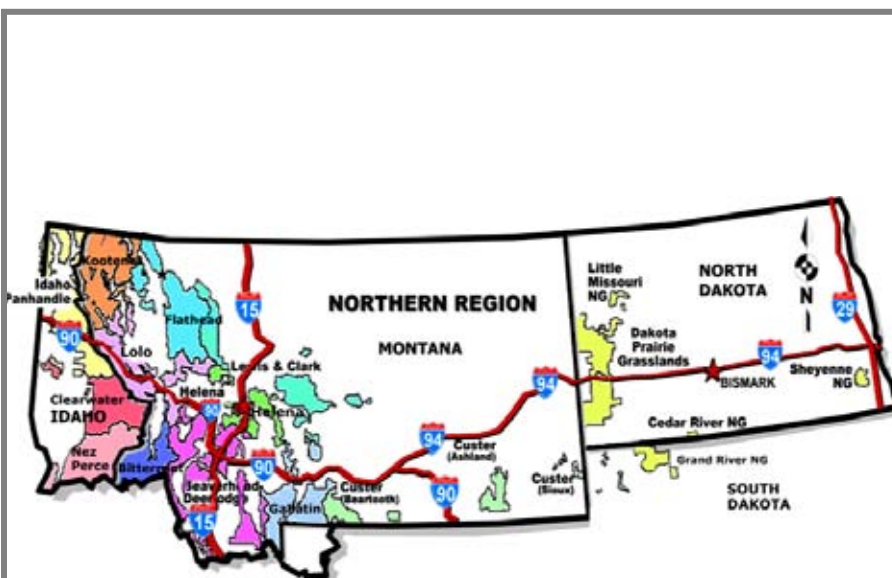 NORTHERN REGION
MONTANA
Kootenai
Idaho
Panhandle
90
Flathead
15
Lolo
Lewis & Clark
Helena
90
Helena
Clearwater
IDAHO
Nez
Perce
Bitterroot
Beaverhead
Deerlodge
15
90
Gallatin
Custer
(Beartooth)
94
94
Custer
(Ashland)
90
Custer
(Sioux)
Little
Missouri
NG
NORTH
DAKOTA
N
29
Dakota
Prairie
Grasslands
94
BISMARK
Sheyenne
NG
Cedar River NG
Grand River NG
SOUTH
DAKOTA